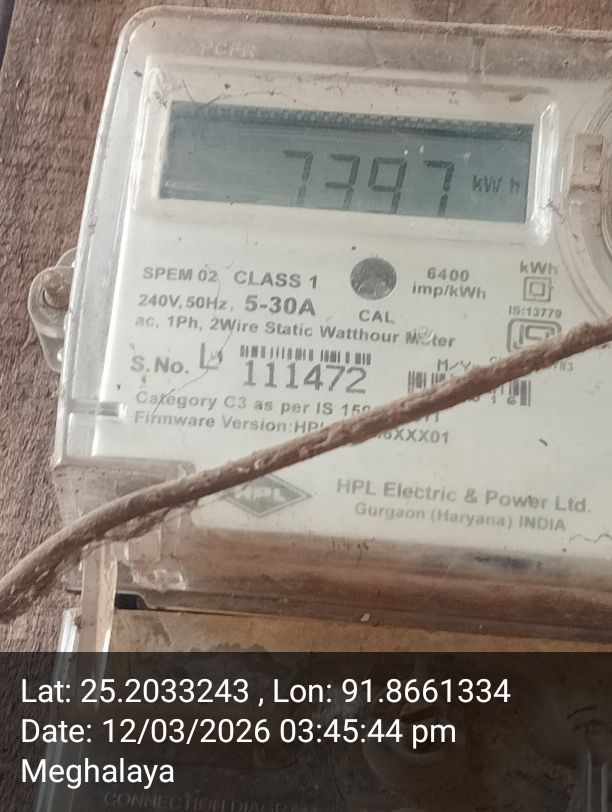 7397 kWh
SPEM 02 CLASS 1
6400
imp/kWh
kWh
240V, 50Hz, 5-30A
CAL
IS:13779
ac, 1Ph, 2Wire Static Watthour Meter
S.No.
111472
M/Y
Category C3 as per IS
Firmware Version:
XXX01
HPL
HPL Electric & Power Ltd.
Gurgaon (Haryana) INDIA
Lat: 25.2033243 , Lon: 91.8661334
Date: 12/03/2026 03:45:44 pm
Meghalaya
CONNECTION DIAGRAM